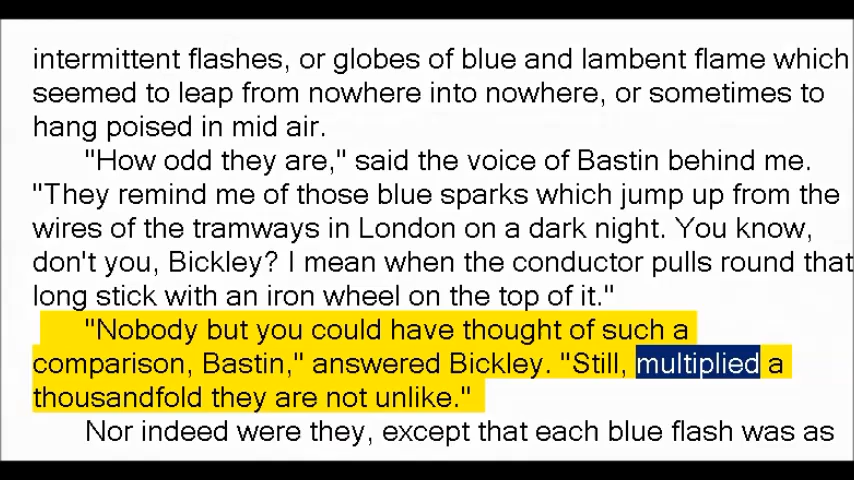 intermittent flashes, or globes of blue and lambent flame which
seemed to leap from nowhere into nowhere, or sometimes to
hang poised in mid air.
"How odd they are," said the voice of Bastin behind me.
"They remind me of those blue sparks which jump up from the
wires of the tramways in London on a dark night. You know,
don't you, Bickley? I mean when the conductor pulls round that
long stick with an iron wheel on the top of it."
"Nobody but you could have thought of such a
comparison, Bastin," answered Bickley. "Still, multiplied a
thousandfold they are not unlike."
Nor indeed were they, except that each blue flash was as